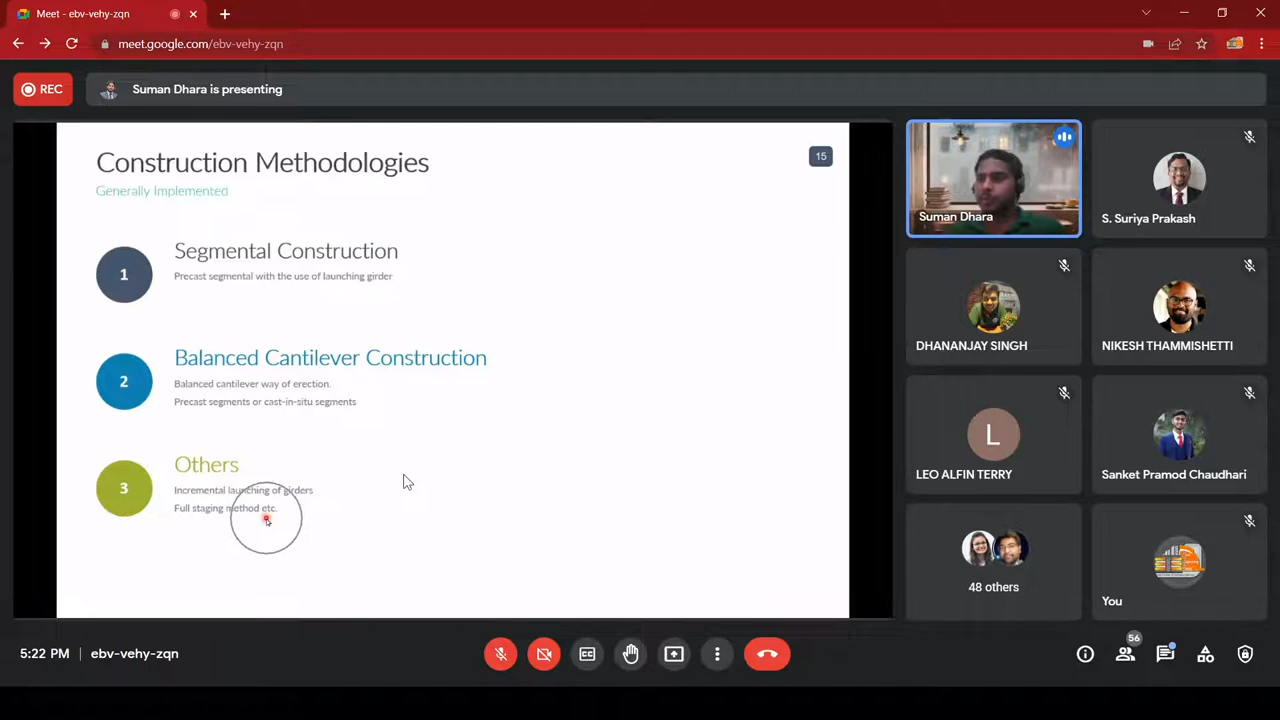 Meet - ebv-vehy-zqn
meet.google.com/ebv-vehy-zqn
REC
Suman Dhara is presenting
Construction Methodologies
15
Generally Implemented
1
Segmental Construction
Precast segmental with the use of launching girder
2
Balanced Cantilever Construction
Balanced cantilever way of erection.
Precast segments or cast-in-situ segments
3
Others
Incremental launching of girders
Full staging method etc.
Suman Dhara
S. Suriya Prakash
DHANANJAY SINGH
NIKESH THAMMISHETTI
L
LEO ALFIN TERRY
Sanket Pramod Chaudhari
48 others
You
5:22 PM
ebv-vehy-zqn
CC
56